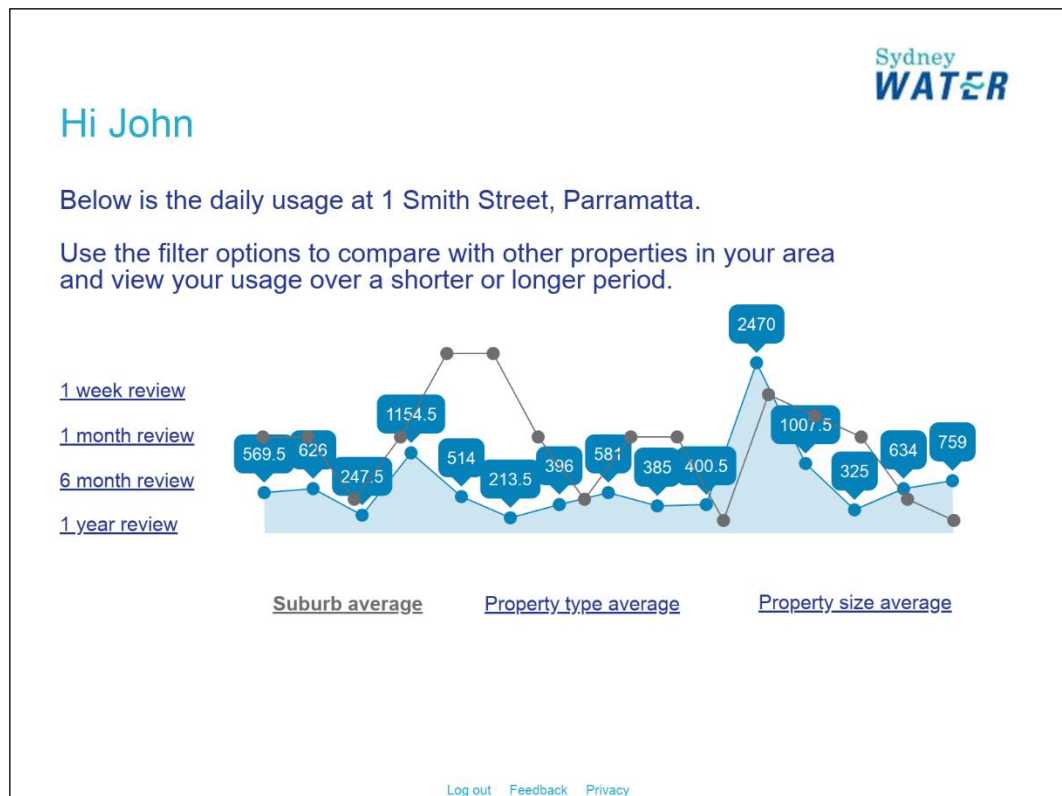 Sydney
WATER
Hi John
Below is the daily usage at 1 Smith Street, Parramatta.
Use the filter options to compare with other properties in your area
and view your usage over a shorter or longer period.
1 week review
1 month review
6 month review
1 year review
569.5
626
247.5
1154.5
514
213.5
396
581
385
400.5
2470
1007.5
325
634
759
Suburb average
Property type average
Property size average
Log out Feedback Privacy